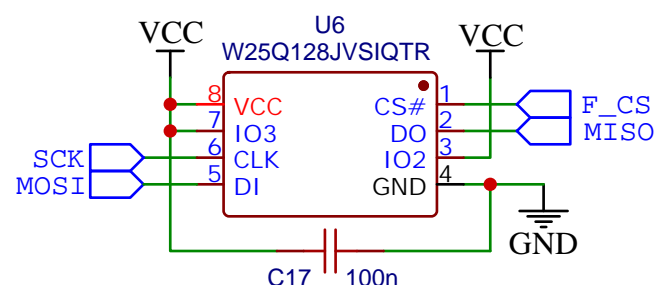 U6
W25Q128JVSIQTR
VCC
VCC
8 VCC CS# 1 F_CS
7 IO3 DO 2 MISO
SCK 6 CLK IO2 3
MOSI 5 DI GND 4
GND
C17 100n